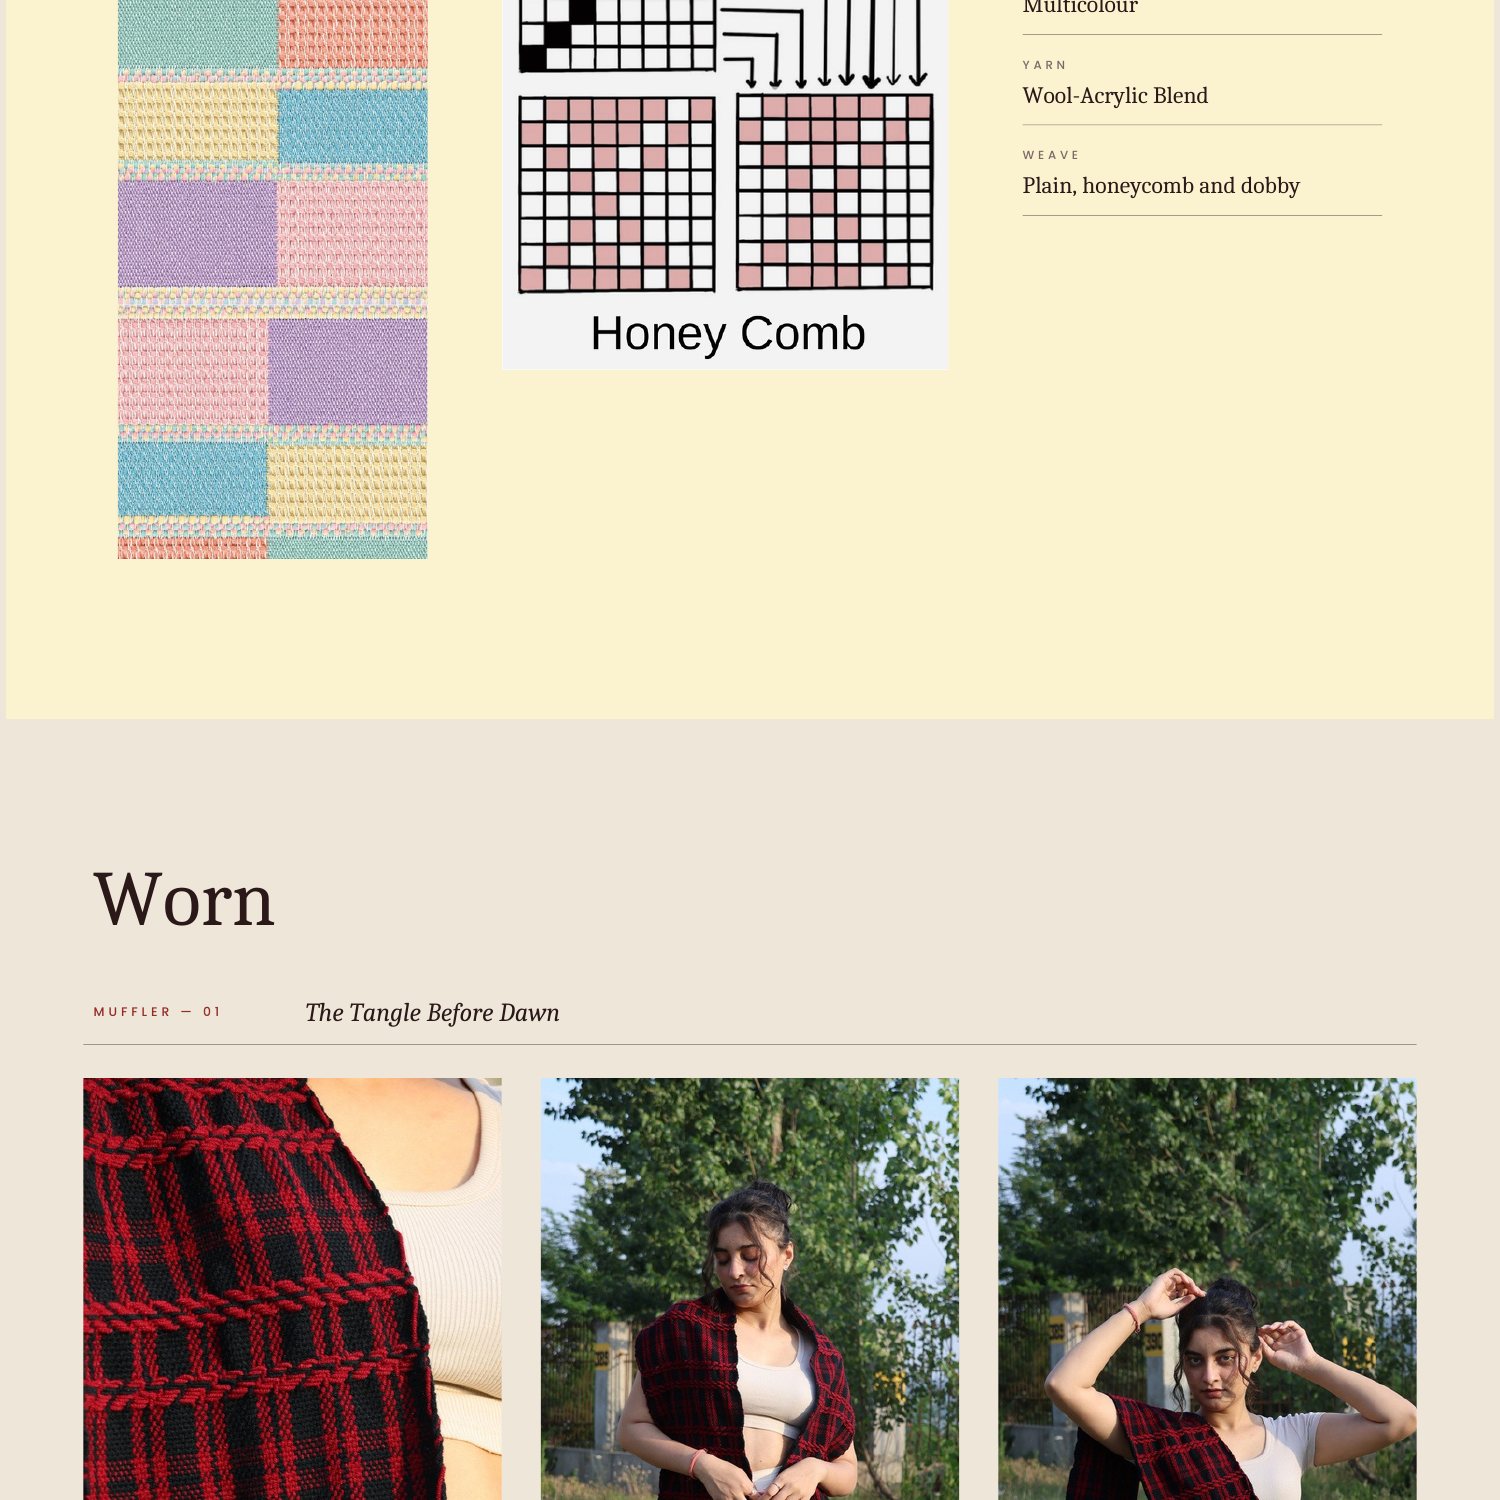 Multicolour
YARN
Wool-Acrylic Blend
WEAVE
Plain, honeycomb and dobby
Honey Comb
Worn
MUFFLER — 01
The Tangle Before Dawn